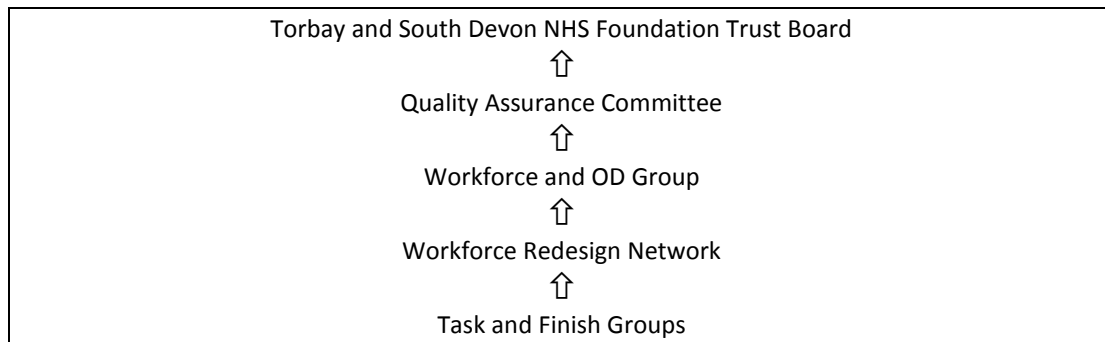 Torbay and South Devon NHS Foundation Trust Board
⇧
Quality Assurance Committee
⇧
Workforce and OD Group
⇧
Workforce Redesign Network
⇧
Task and Finish Groups